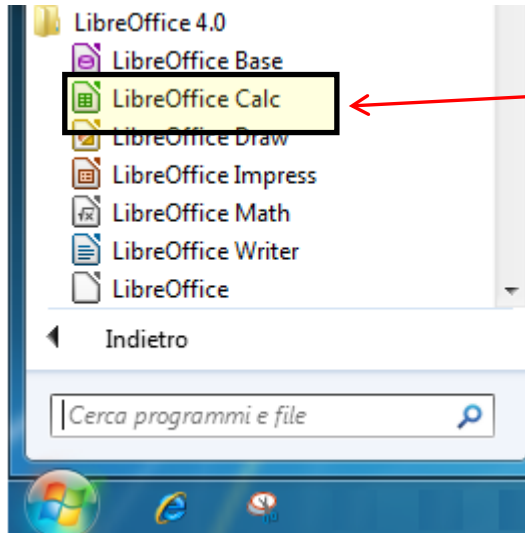 LibreOffice 4.0
LibreOffice Base
LibreOffice Calc
LibreOffice Draw
LibreOffice Impress
LibreOffice Math
LibreOffice Writer
LibreOffice
Indietro
Cerca programmi e file